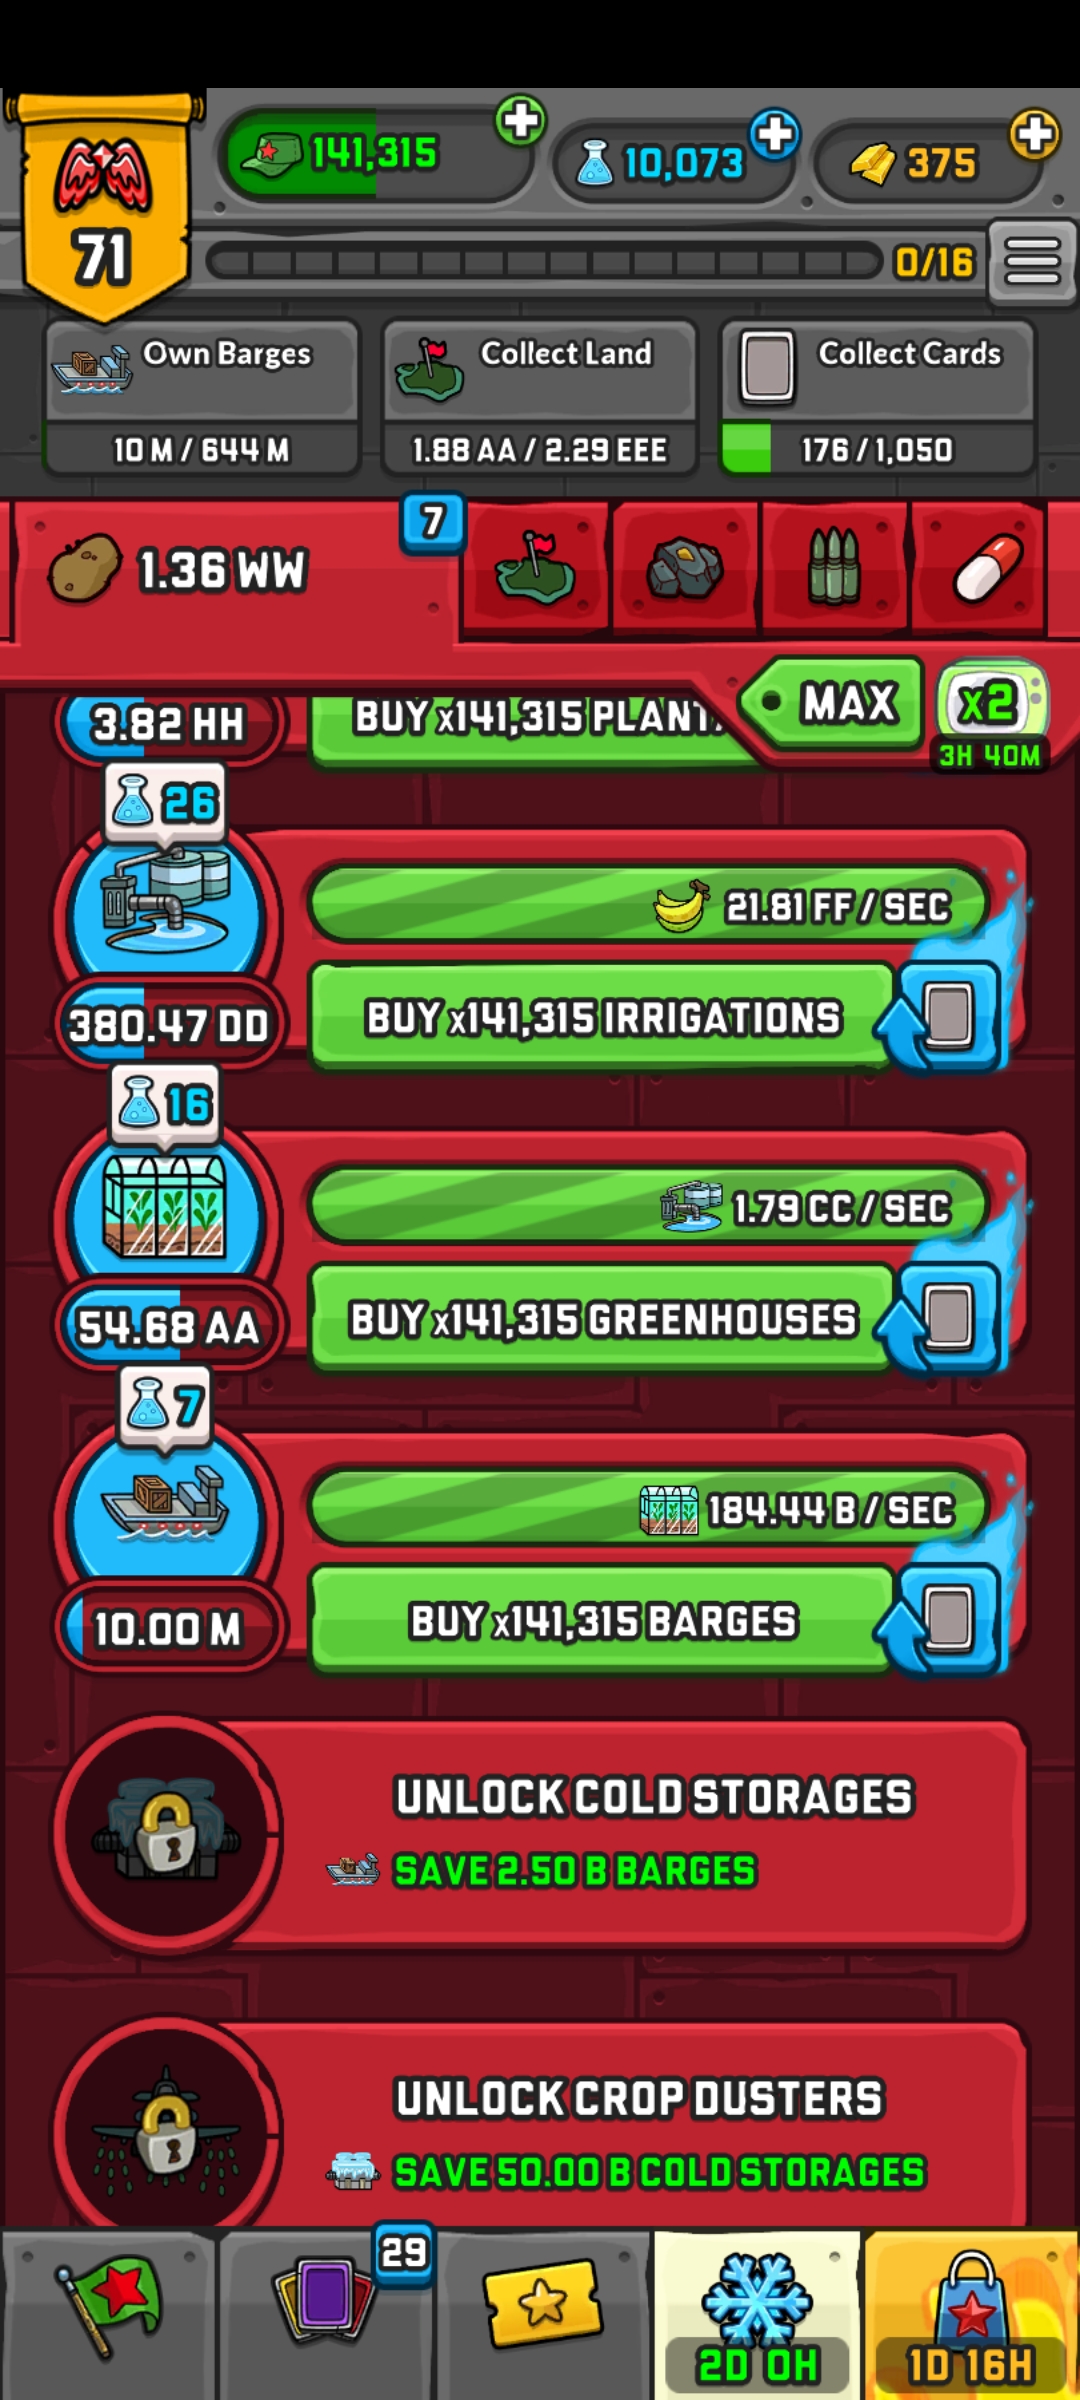 141,315
10,073
375
71
0/16
Own Barges
10 M / 644 M
Collect Land
1.88 AA / 2.29 EEE
Collect Cards
176 / 1,050
1.36 WW
7
MAX
x2
3H 40M
3.82 HH
BUY x141,315 PLANT
26
21.81 FF / SEC
380.47 DD
BUY x141,315 IRRIGATIONS
16
1.79 CC / SEC
54.68 AA
BUY x141,315 GREENHOUSES
7
184.44 B / SEC
10.00 M
BUY x141,315 BARGES
UNLOCK COLD STORAGES
SAVE 2.50 B BARGES
UNLOCK CROP DUSTERS
SAVE 50.00 B COLD STORAGES
29
2D 0H
1D 16H